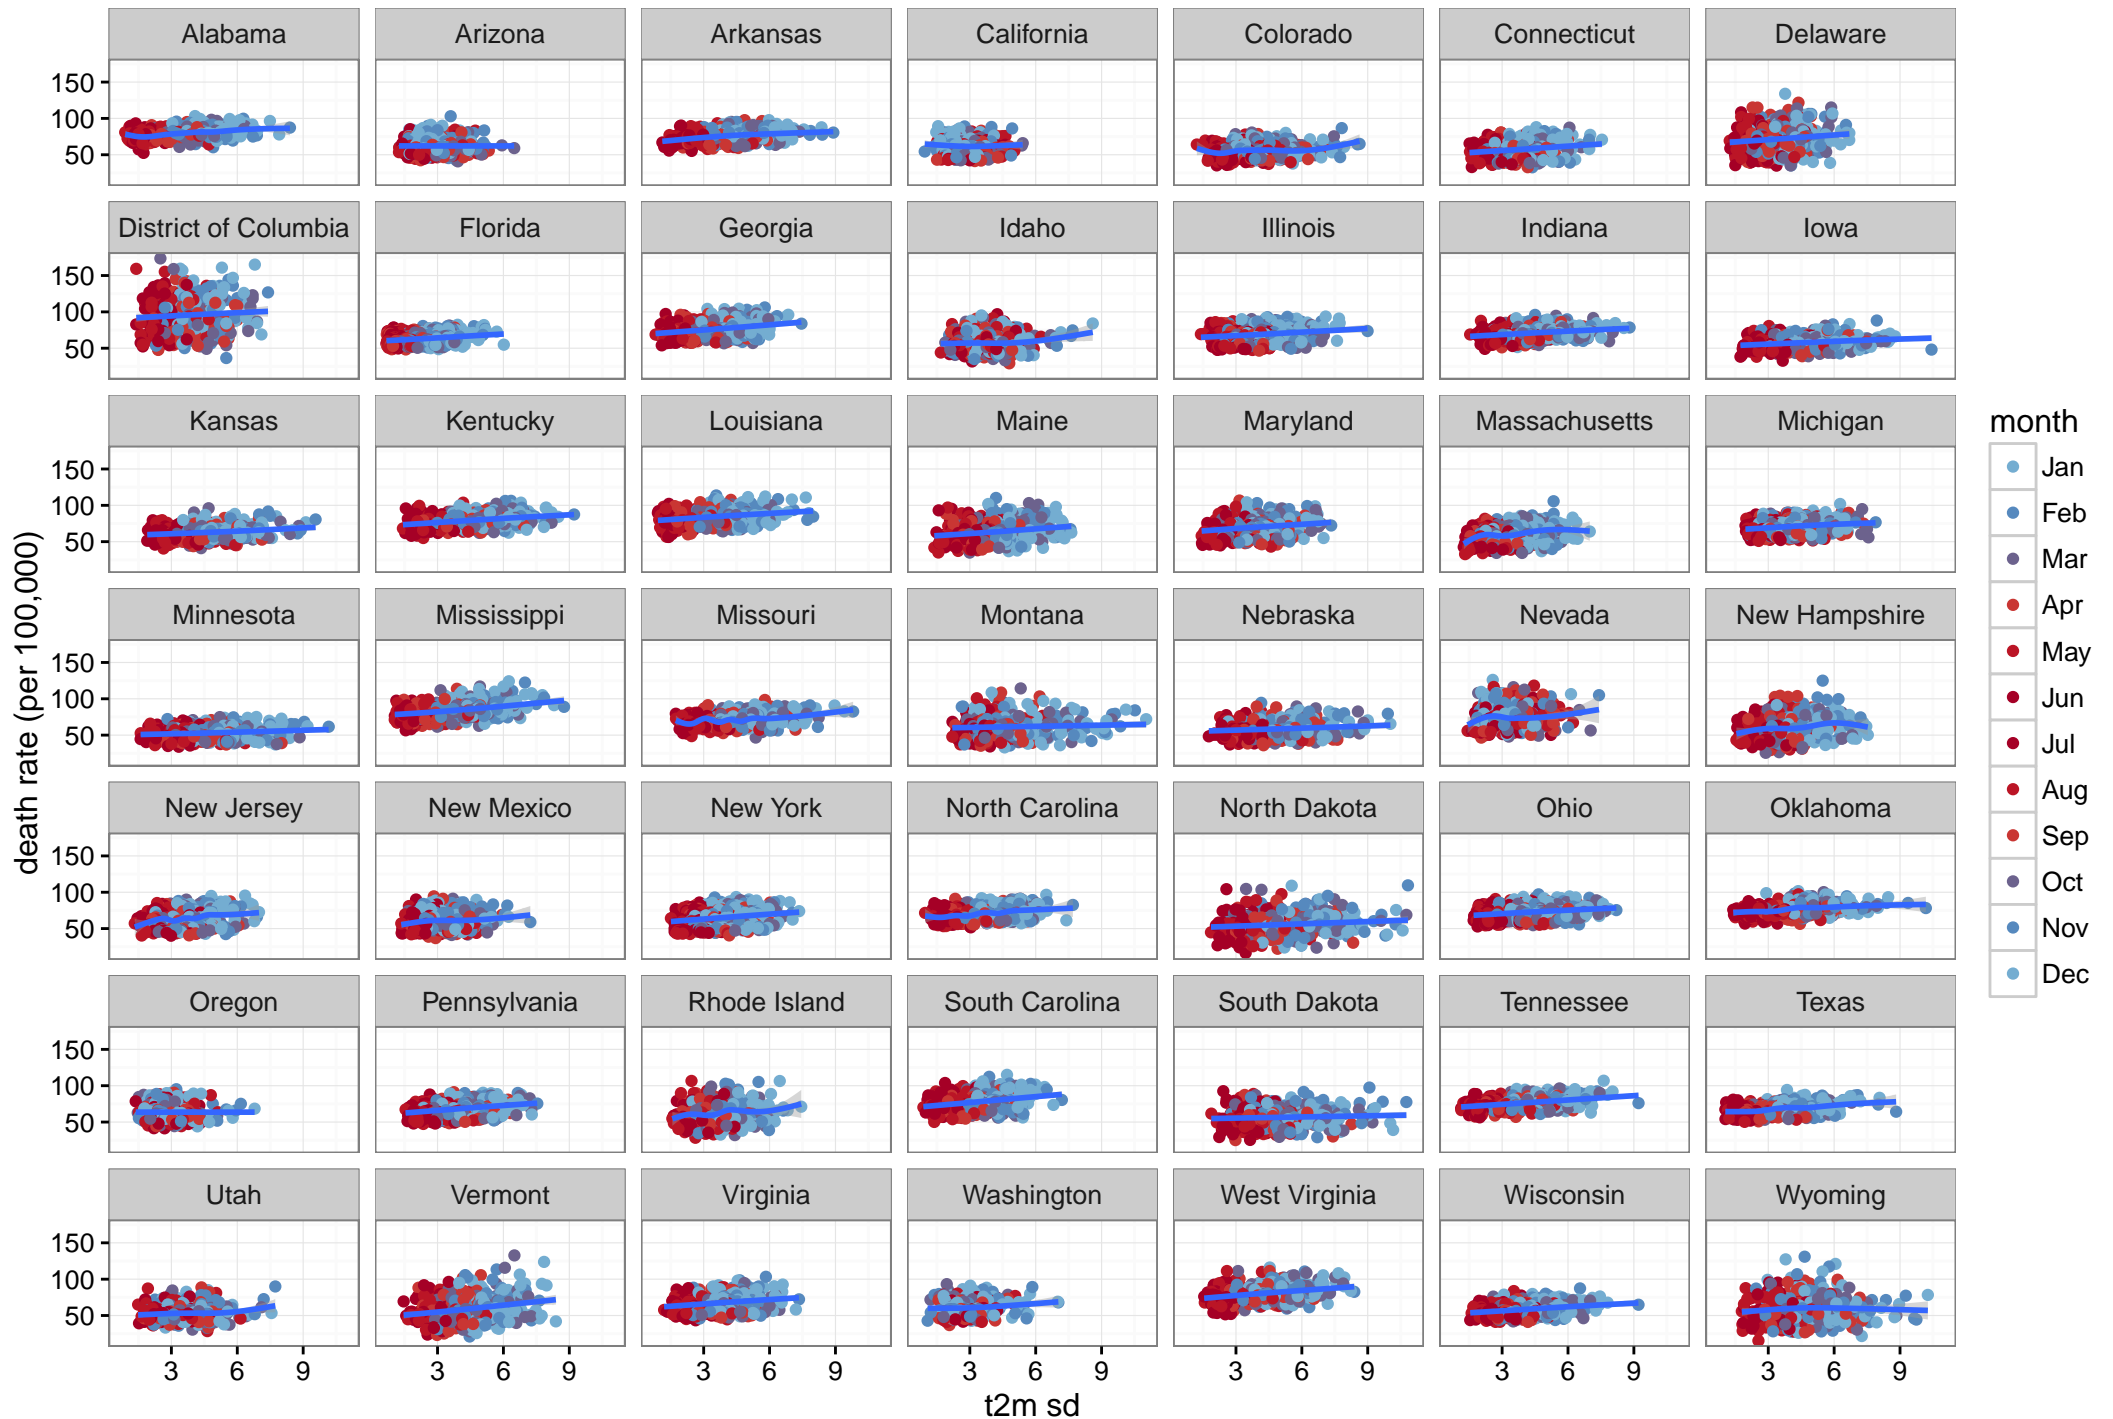 Alabama Arizona Arkansas California Colorado Connecticut Delaware
150
100
50
District of Columbia Florida Georgia Idaho Illinois Indiana Iowa
150
100
50
Kansas Kentucky Louisiana Maine Maryland Massachusetts Michigan
150
100
50
Minnesota Mississippi Missouri Montana Nebraska Nevada New Hampshire
150
100
50
New Jersey New Mexico New York North Carolina North Dakota Ohio Oklahoma
150
100
50
Oregon Pennsylvania Rhode Island South Carolina South Dakota Tennessee Texas
150
100
50
Utah Vermont Virginia Washington West Virginia Wisconsin Wyoming
150
100
50
3 6 9 3 6 9 3 6 9 3 6 9 3 6 9 3 6 9 3 6 9
t2m sd
death rate (per 100,000)
month
Jan
Feb
Mar
Apr
May
Jun
Jul
Aug
Sep
Oct
Nov
Dec